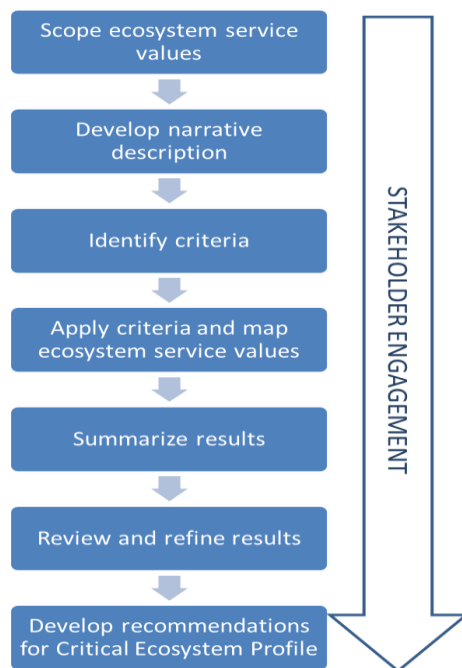 Scope ecosystem service
values
Develop narrative
description
Identify criteria
Apply criteria and map
ecosystem service values
Summarize results
Review and refine results
Develop recommendations
for Critical Ecosystem Profile
STAKEHOLDER ENGAGEMENT